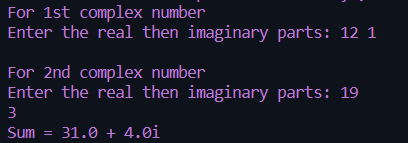 For 1st complex number
Enter the real then imaginary parts: 12 1
For 2nd complex number
Enter the real then imaginary parts: 19
3
Sum = 31.0 + 4.0i